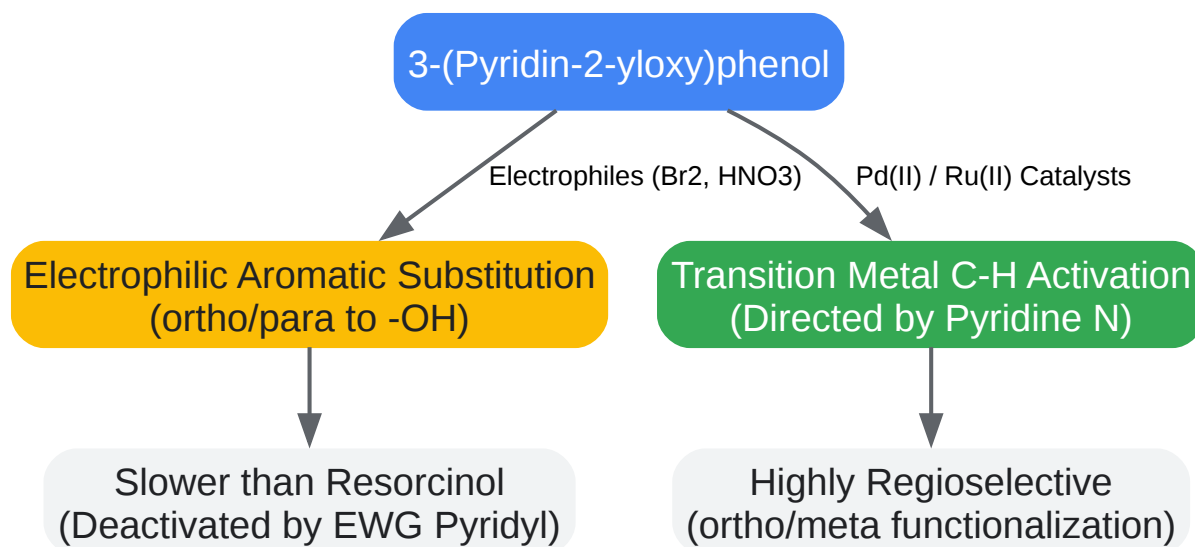 3-(Pyridin-2-yloxy)phenol
Electrophiles (Br2, HNO3)
Pd(II) / Ru(II) Catalysts
Electrophilic Aromatic Substitution
(ortho/para to -OH)
Transition Metal C-H Activation
(Directed by Pyridine N)
Slower than Resorcinol
(Deactivated by EWG Pyridyl)
Highly Regioselective
(ortho/meta functionalization)